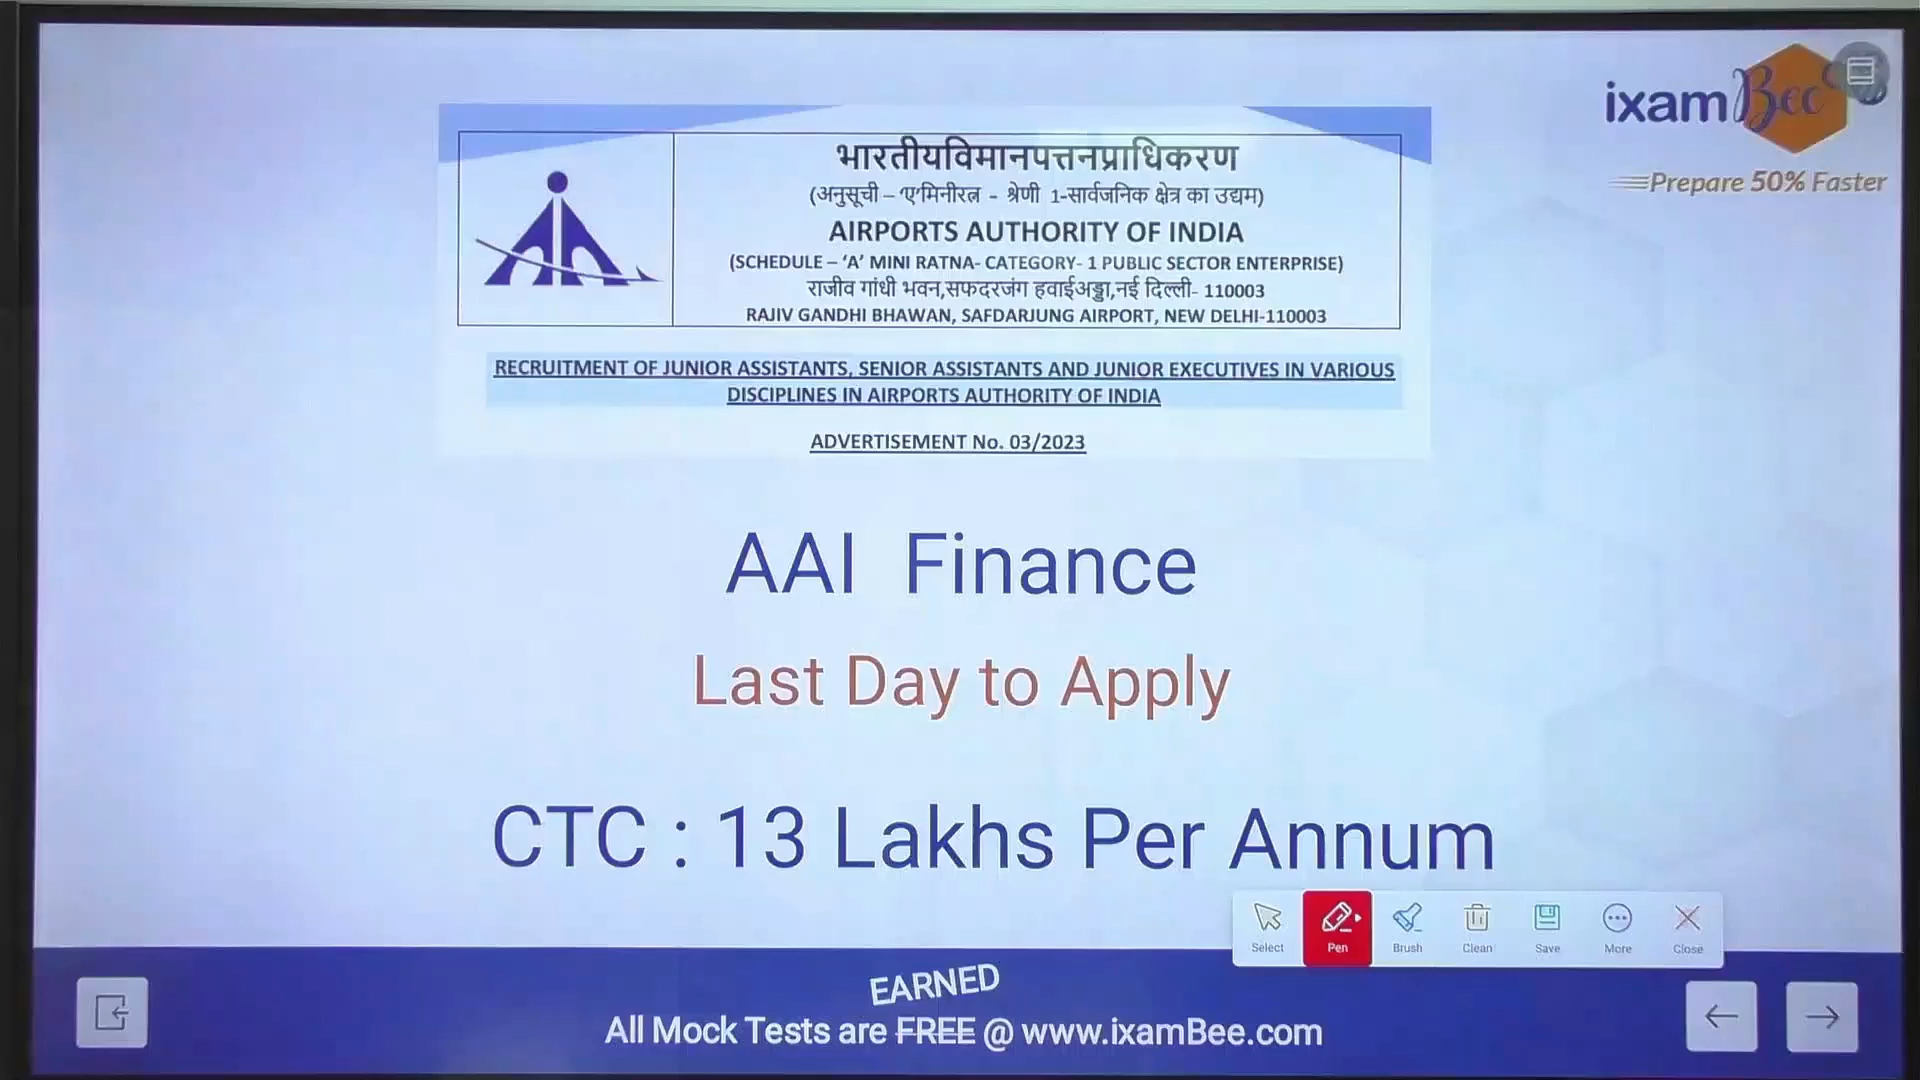 ixamBee
Prepare 50% Faster
भारतीयविमानपत्तनप्राधिकरण
(अनुसूची – 'ए'मिनीरत्न - श्रेणी 1-सार्वजनिक क्षेत्र का उद्यम)
AIRPORTS AUTHORITY OF INDIA
(SCHEDULE – 'A' MINI RATNA- CATEGORY- 1 PUBLIC SECTOR ENTERPRISE)
राजीव गांधी भवन,सफदरजंग हवाईअड्डा,नई दिल्ली- 110003
RAJIV GANDHI BHAWAN, SAFDARJUNG AIRPORT, NEW DELHI-110003
RECRUITMENT OF JUNIOR ASSISTANTS, SENIOR ASSISTANTS AND JUNIOR EXECUTIVES IN VARIOUS
DISCIPLINES IN AIRPORTS AUTHORITY OF INDIA
ADVERTISEMENT No. 03/2023
AAI Finance
Last Day to Apply
CTC : 13 Lakhs Per Annum
Select Pen Brush Clean Save More Close
EARNED
All Mock Tests are FREE @ www.ixamBee.com